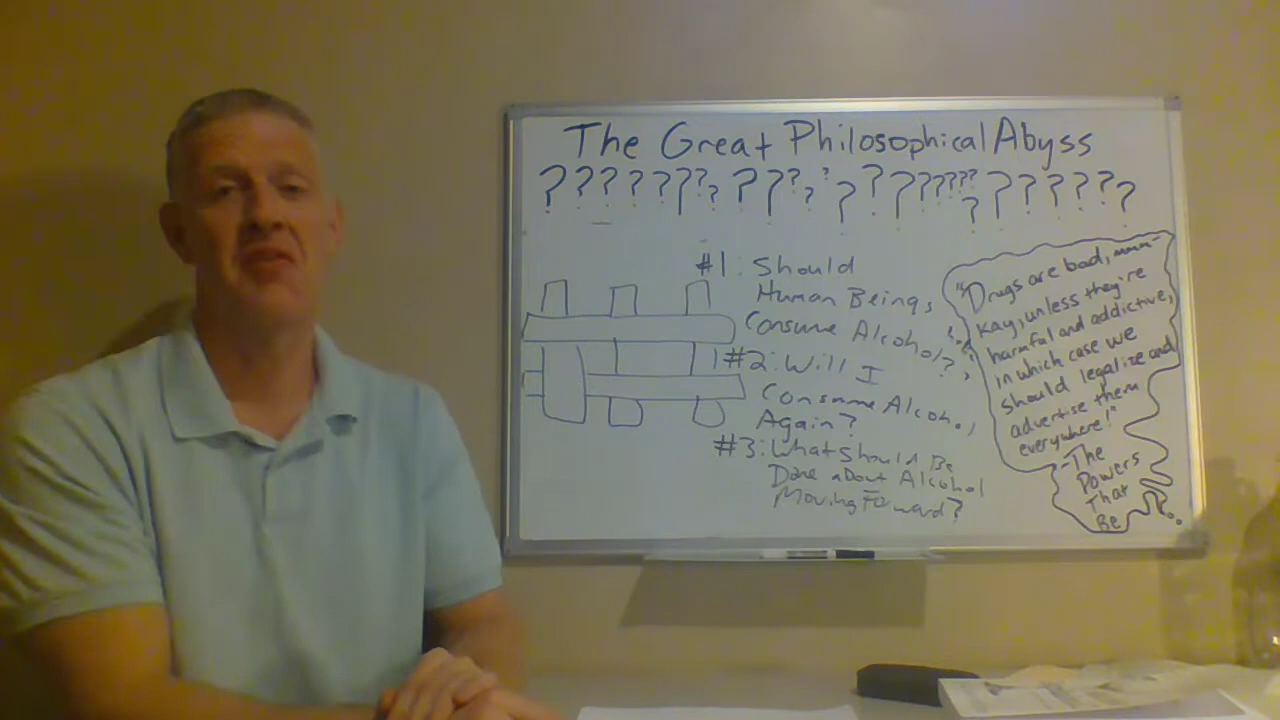 The Great Philosophical Abyss
? ? ? ? ? ? ? ? ? ? ? ? ? ? ? ? ? ? ? ? ? ? ? ? ? ? ? ?
#1: Should
Human Beings
Consume Alcohol?
#2: Will I
Consume Alcohol
Again?
#3: What Should Be
Done about Alcohol
Moving Forward?
"Drugs are bad, mmm-
kay, unless they're
harmful and addictive,
in which case we
should legalize and
advertise them
everywhere!"
-The
Powers
That
Be